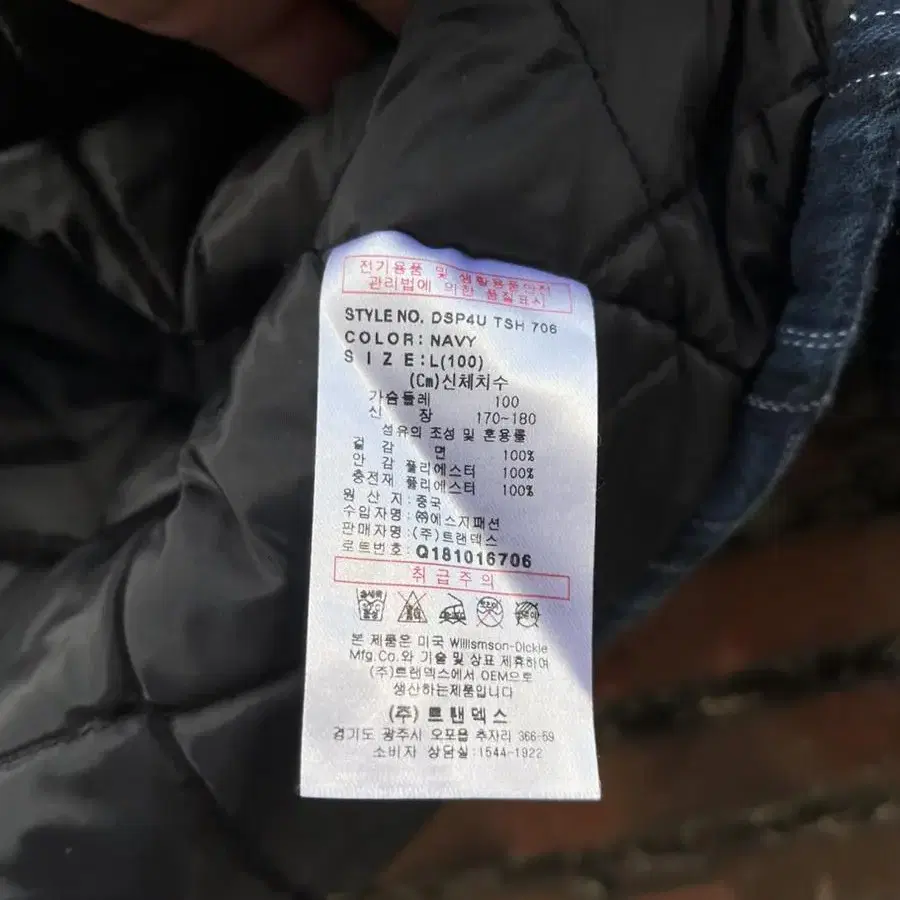 전기용품 및 생활용품안전
관리법에 의한 품질표시
STYLE NO. DSP4U TSH 706
COLOR: NAVY
SIZE:L(100)
(Cm)신체치수
가슴둘레 100
신 장 170~180
섬유의 조성 및 혼용률
겉 감 면 100%
안 감 폴리에스터 100%
충전재 폴리에스터 100%
원 산 지: 중국
수입자명: ㈜에스지패션
판매자명: (주)트랜덱스
로트번호: Q181016706
취급주의
본 제품은 미국 Willismson-Dickie
Mfg.Co.와 기술 및 상표 제휴하여
(주)트랜덱스에서 OEM으로
생산하는제품입니다
(주) 트랜덱스
경기도 광주시 오포읍 추자리 366-69
소비자 상담실:1544-1922